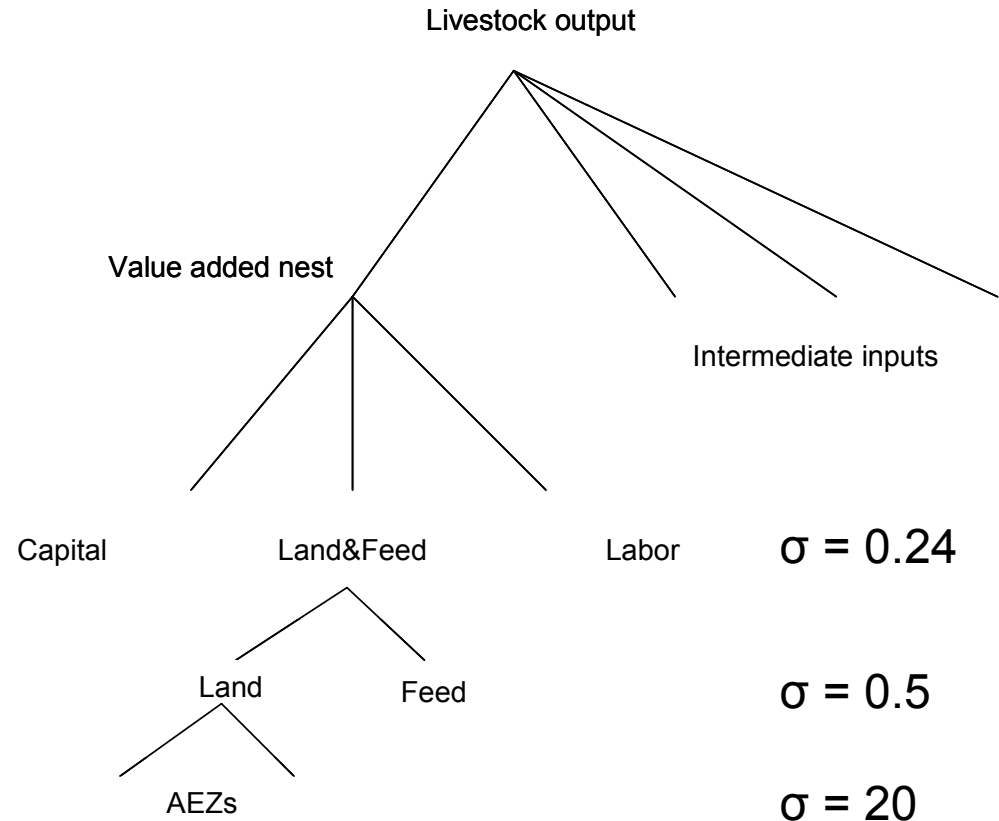 Livestock output
Value added nest
Intermediate inputs
Capital Land&Feed Labor σ = 0.24
Land Feed σ = 0.5
AEZs σ = 20